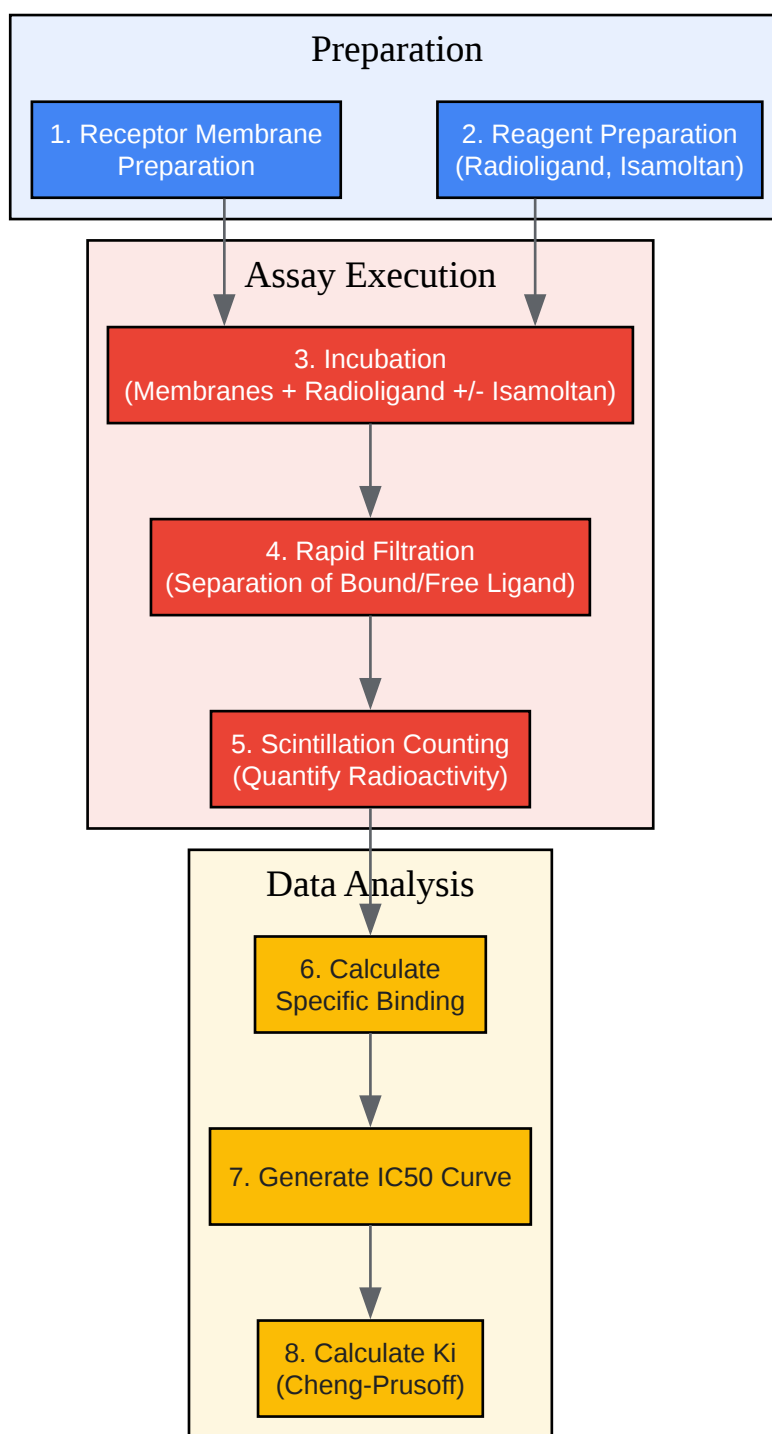 Preparation
1. Receptor Membrane
Preparation
2. Reagent Preparation
(Radioligand, Isamoltan)
Assay Execution
3. Incubation
(Membranes + Radioligand +/- Isamoltan)
4. Rapid Filtration
(Separation of Bound/Free Ligand)
5. Scintillation Counting
(Quantify Radioactivity)
Data Analysis
6. Calculate
Specific Binding
7. Generate IC50 Curve
8. Calculate Ki
(Cheng-Prusoff)